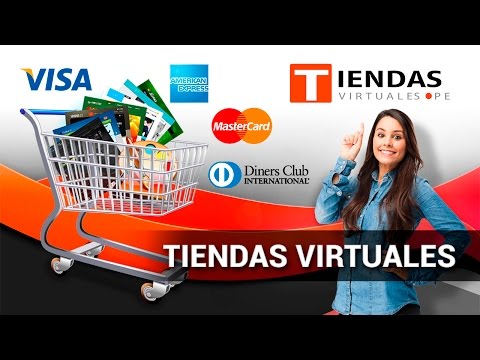 VISA
AMERICAN EXPRESS
TIENDAS
VIRTUALES PE
MasterCard
Diners Club
INTERNATIONAL
TIENDAS VIRTUALES